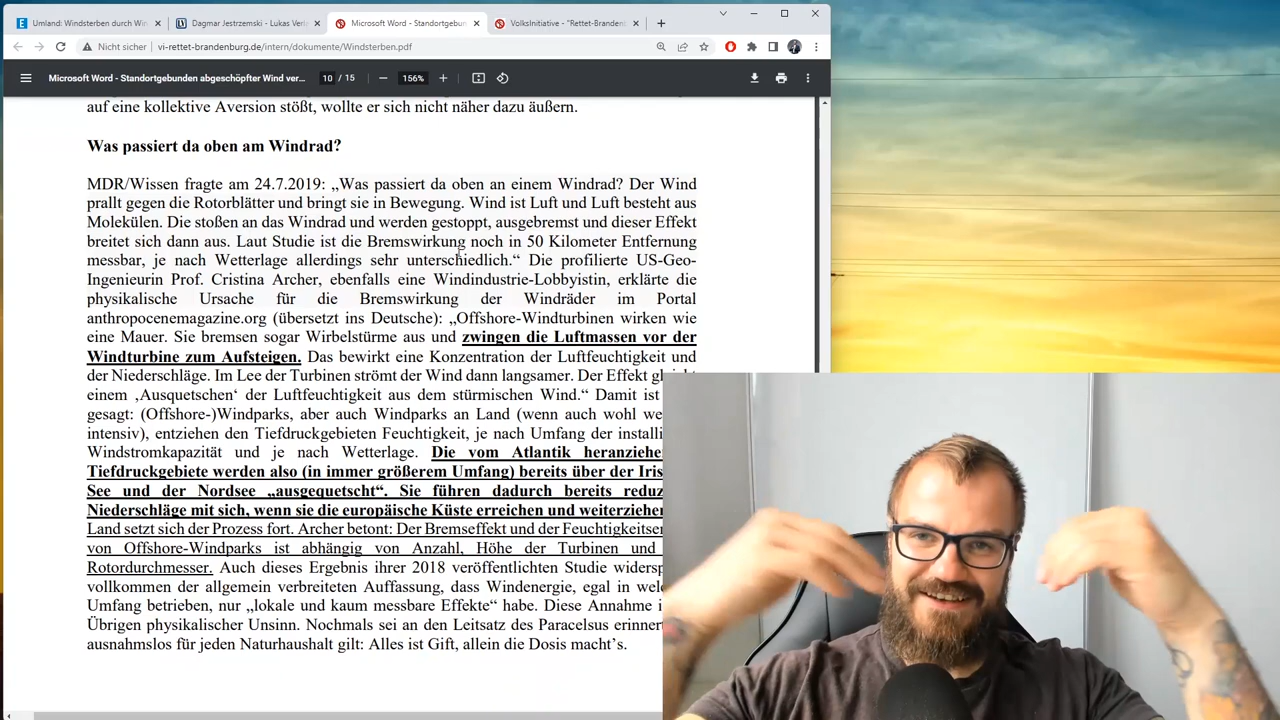 Umland: Windsterben durch Win
Dagmar Jestrzemski - Lukas Verl
Microsoft Word - Standortgebun
VolksInitiative - "Rettet-Brandenb
Nicht sicher | vi-rettet-brandenburg.de/intern/dokumente/Windsterben.pdf
Microsoft Word - Standortgebunden abgeschöpfter Wind ver... 10 / 15 156%
auf eine kollektive Aversion stößt, wollte er sich nicht näher dazu äußern.
Was passiert da oben am Windrad?
MDR/Wissen fragte am 24.7.2019: „Was passiert da oben an einem Windrad? Der Wind
prallt gegen die Rotorblätter und bringt sie in Bewegung. Wind ist Luft und Luft besteht aus
Molekülen. Die stoßen an das Windrad und werden gestoppt, ausgebremst und dieser Effekt
breitet sich dann aus. Laut Studie ist die Bremswirkung noch in 50 Kilometer Entfernung
messbar, je nach Wetterlage allerdings sehr unterschiedlich.“ Die profilierte US-Geo-
Ingenieurin Prof. Cristina Archer, ebenfalls eine Windindustrie-Lobbyistin, erklärte die
physikalische Ursache für die Bremswirkung der Windräder im Portal
anthropocenemagazine.org (übersetzt ins Deutsche): „Offshore-Windturbinen wirken wie
eine Mauer. Sie bremsen sogar Wirbelstürme aus und zwingen die Luftmassen vor der
Windturbine zum Aufsteigen. Das bewirkt eine Konzentration der Luftfeuchtigkeit und
der Niederschläge. Im Lee der Turbinen strömt der Wind dann langsamer. Der Effekt gleicht
einem ‚Ausquetschen‘ der Luftfeuchtigkeit aus dem stürmischen Wind.“ Damit ist
gesagt: (Offshore-)Windparks, aber auch Windparks an Land (wenn auch wohl we
intensiv), entziehen den Tiefdruckgebieten Feuchtigkeit, je nach Umfang der installi
Windstromkapazität und je nach Wetterlage. Die vom Atlantik heranziehe
Tiefdruckgebiete werden also (in immer größerem Umfang) bereits über der Iris
See und der Nordsee „ausgequetscht“. Sie führen dadurch bereits reduz
Niederschläge mit sich, wenn sie die europäische Küste erreichen und weiterziehe
Land setzt sich der Prozess fort. Archer betont: Der Bremseffekt und der Feuchtigkeitse
von Offshore-Windparks ist abhängig von Anzahl, Höhe der Turbinen und
Rotordurchmesser. Auch dieses Ergebnis ihrer 2018 veröffentlichten Studie widersp
vollkommen der allgemein verbreiteten Auffassung, dass Windenergie, egal in welc
Umfang betrieben, nur „lokale und kaum messbare Effekte“ habe. Diese Annahme i
Übrigen physikalischer Unsinn. Nochmals sei an den Leitsatz des Paracelsus erinner
ausnahmslos für jeden Naturhaushalt gilt: Alles ist Gift, allein die Dosis macht’s.